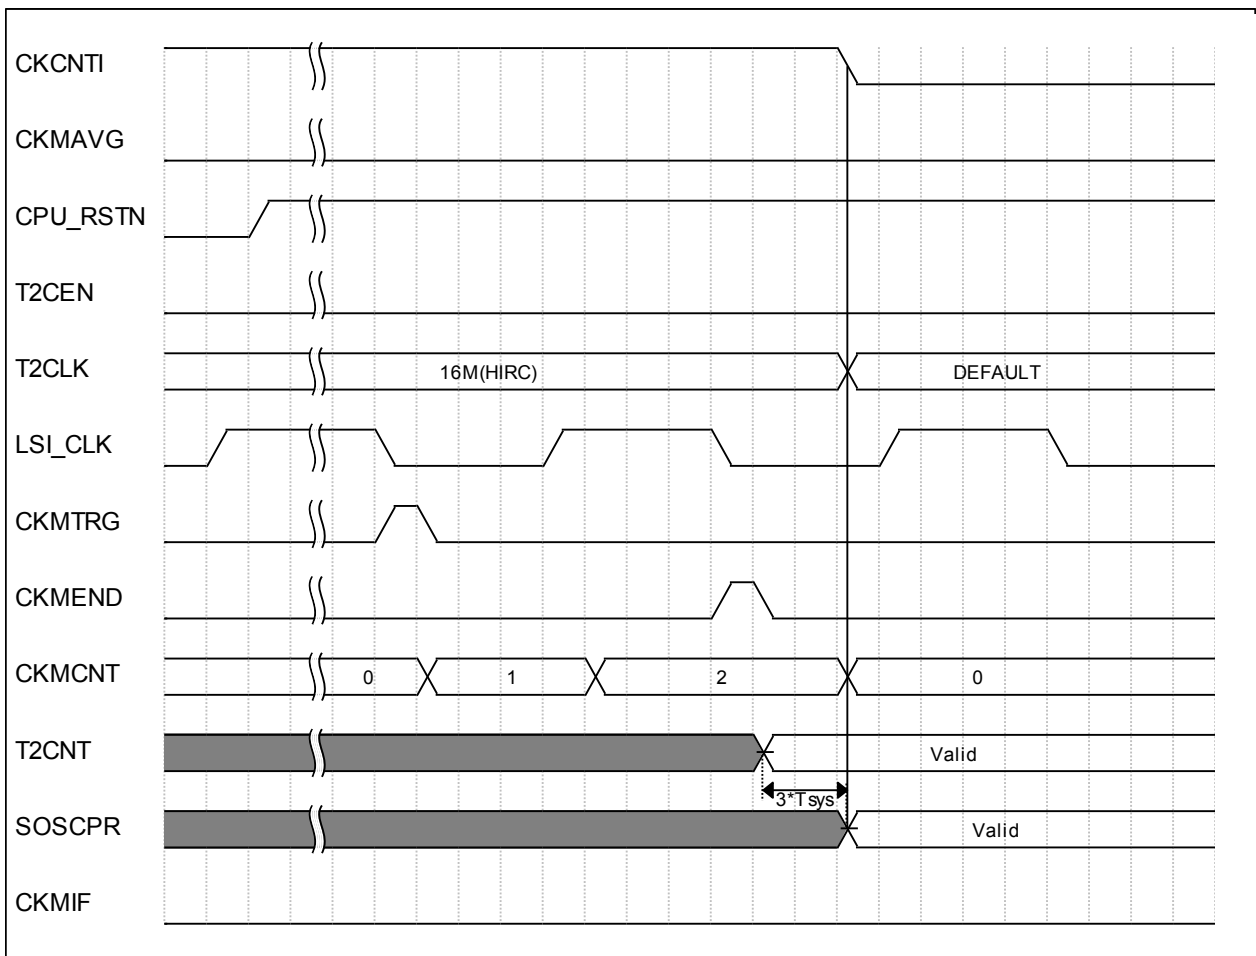 CKCNTI
CKMAVG
CPU_RSTN
T2CEN
T2CLK 16M(HIRC) DEFAULT
LSI_CLK
CKMTRG
CKMEND
CKMCNT 0 1 2 0
T2CNT Valid
3*Tsys
SOSCPR Valid
CKMIF